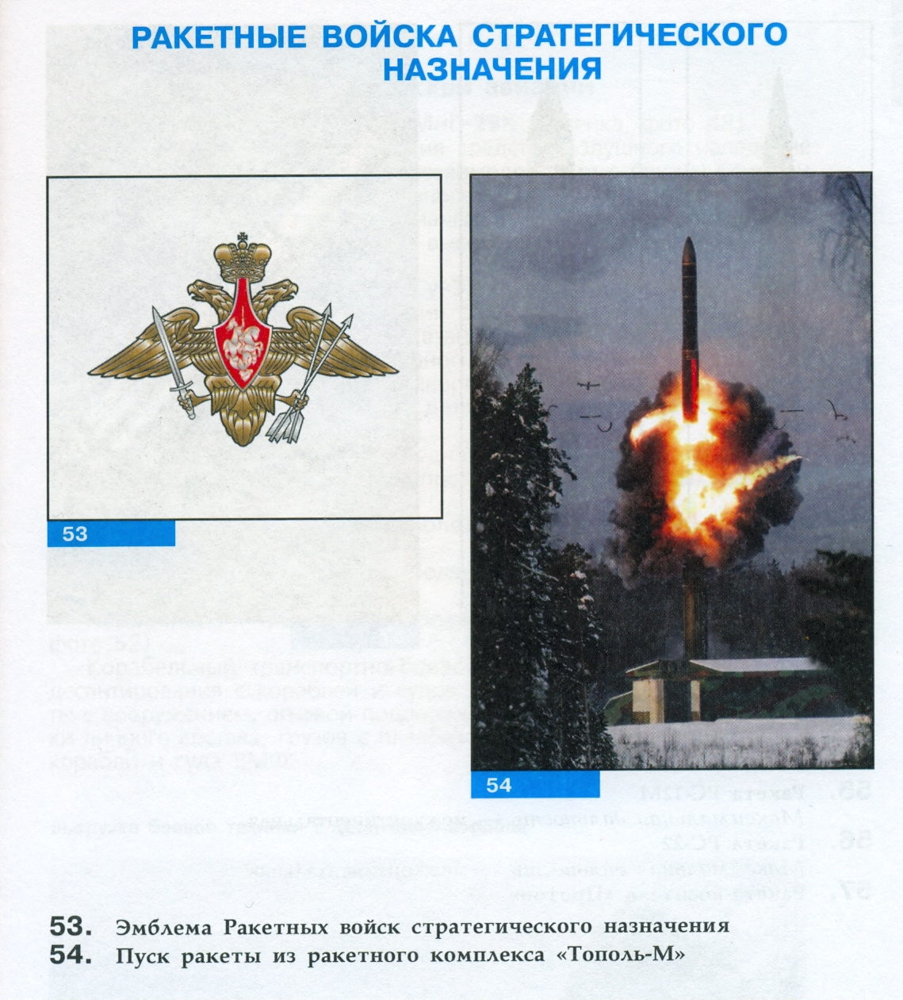 РАКЕТНЫЕ ВОЙСКА СТРАТЕГИЧЕСКОГО
НАЗНАЧЕНИЯ
53
54
53. Эмблема Ракетных войск стратегического назначения
54. Пуск ракеты из ракетного комплекса «Тополь-М»